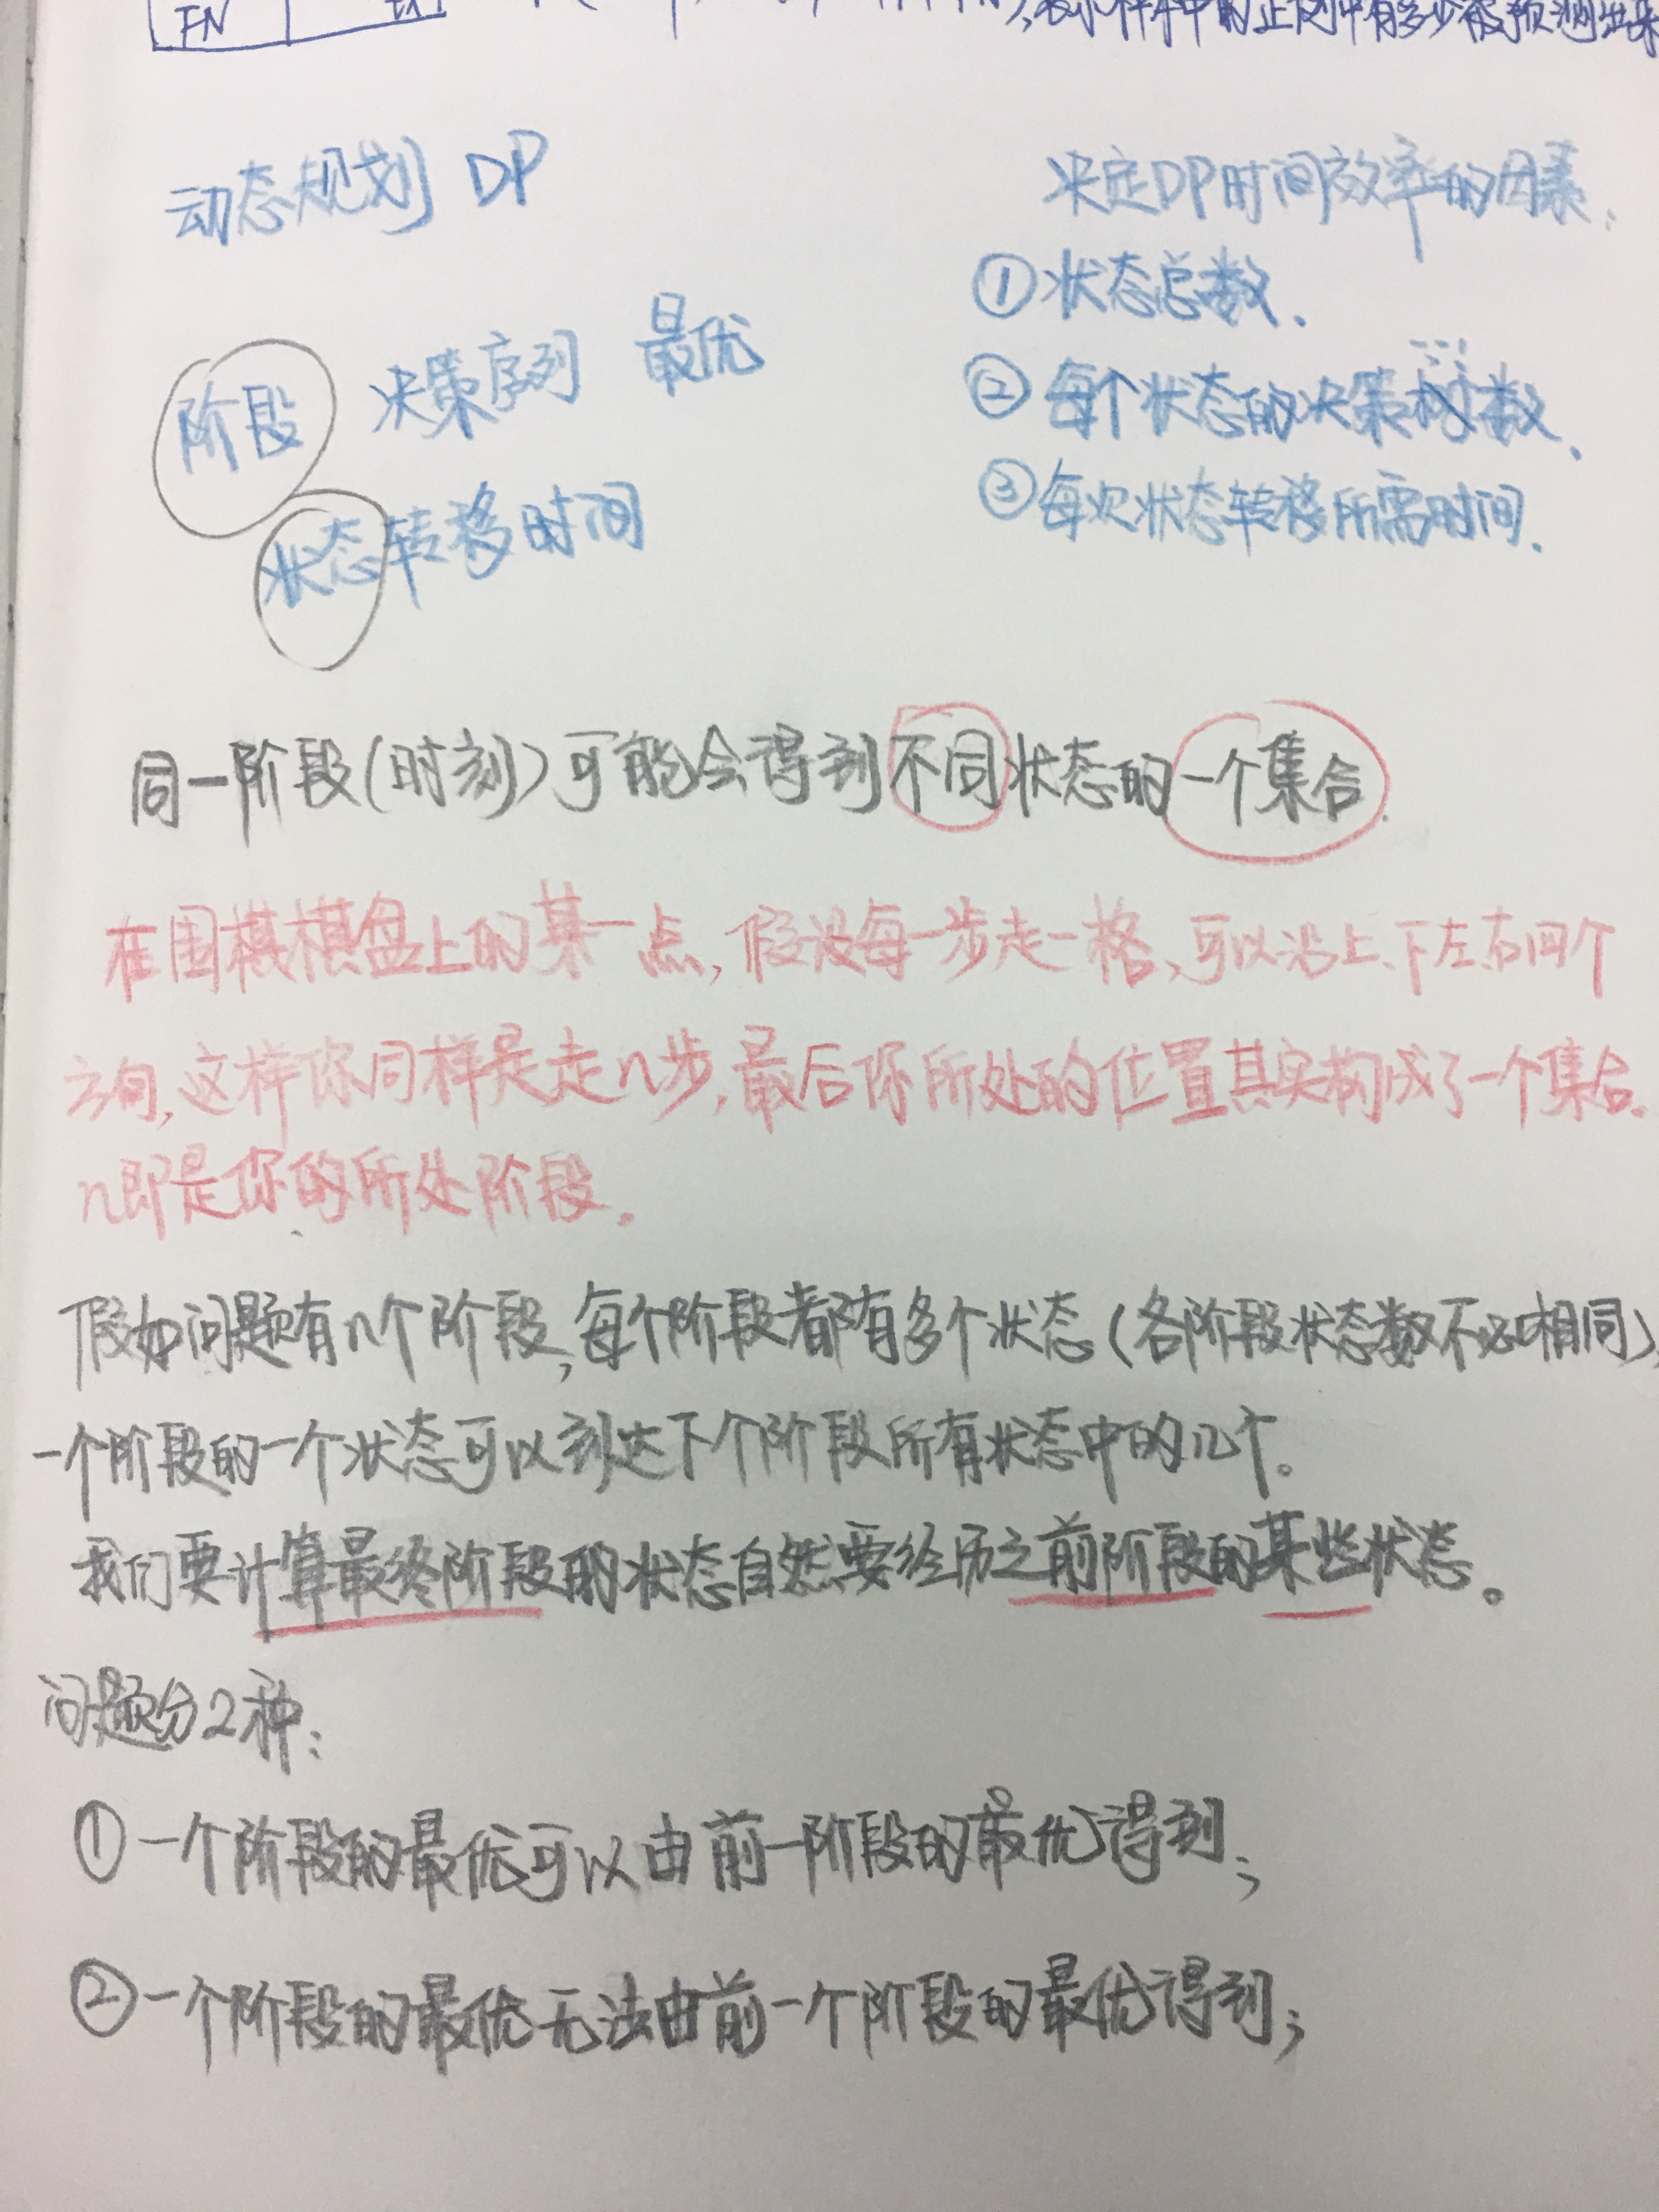 FN
表示样本中的正例中有多少被预测出来
动态规划 DP
阶段 决策序列 最优
状态转移时间
决定DP时间效率的因素:
①状态总数.
②每个状态的决策数.
③每次状态转移所需时间.
同一阶段(时刻)可能会得到不同状态的一个集合.
在围棋棋盘上的某一点,假设每一步走一格,可以沿上、下左、右四个
方向,这样你同样是走n步,最后你所处的位置其实构成了一个集合.
n即是你的所处阶段.
假如问题有n个阶段,每个阶段都有多个状态(各阶段状态数不必相同),
一个阶段的一个状态可以到达下个阶段所有状态中的几个。
我们要计算最终阶段的状态自然要经历之前阶段的某些状态。
问题分2种:
①一个阶段的最优可以由前一阶段的最优得到;
②一个阶段的最优无法由前一个阶段的最优得到;